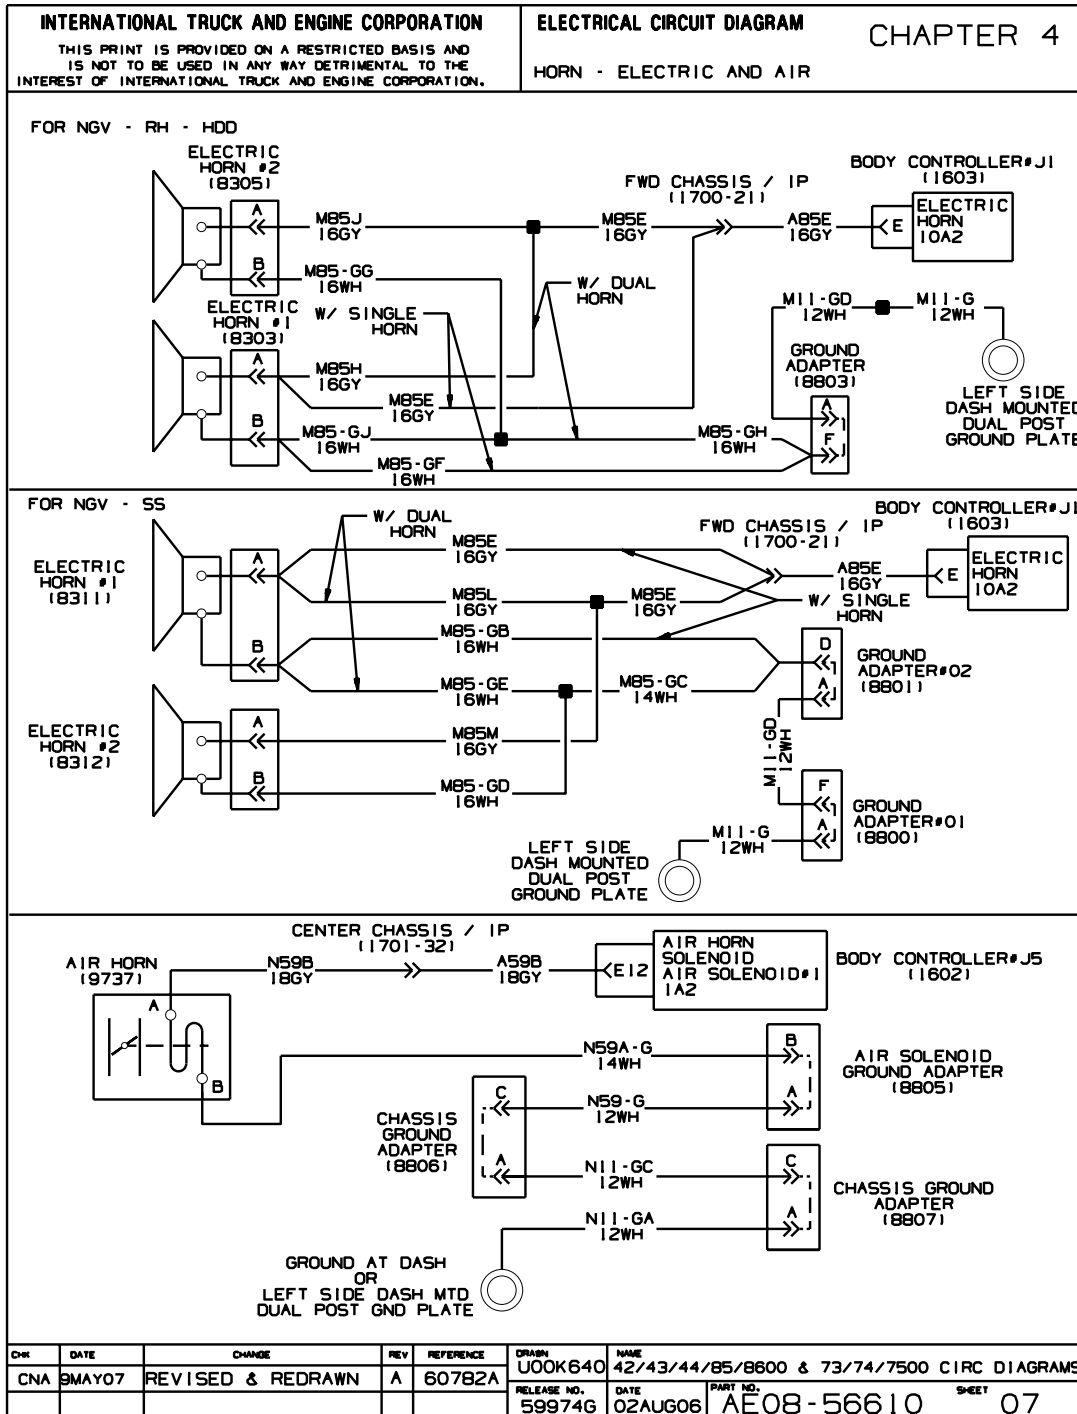 INTERNATIONAL TRUCK AND ENGINE CORPORATION
THIS PRINT IS PROVIDED ON A RESTRICTED BASIS AND
IS NOT TO BE USED IN ANY WAY DETRIMENTAL TO THE
INTEREST OF INTERNATIONAL TRUCK AND ENGINE CORPORATION.
ELECTRICAL CIRCUIT DIAGRAM
CHAPTER 4
HORN - ELECTRIC AND AIR
FOR NGV - RH - HDD
ELECTRIC
HORN #2
(8305)
A
B
M85J
16GY
M85-GG
16WH
M85E
16GY
FWD CHASSIS / IP
(1700-21)
A85E
16GY
BODY CONTROLLER#J1
(1603)
E
ELECTRIC
HORN
10A2
ELECTRIC
HORN #1
(8303)
A
B
W/ SINGLE
HORN
W/ DUAL
HORN
M85H
16GY
M85E
16GY
M85-GJ
16WH
M85-GF
16WH
M85-GH
16WH
M11-GD
12WH
M11-G
12WH
GROUND
ADAPTER
(8803)
A
F
LEFT SIDE
DASH MOUNTED
DUAL POST
GROUND PLATE
FOR NGV - SS
ELECTRIC
HORN #1
(8311)
A
B
W/ DUAL
HORN
M85E
16GY
M85L
16GY
M85E
16GY
M85-GB
16WH
M85-GE
16WH
M85-GC
14WH
FWD CHASSIS / IP
(1700-21)
A85E
16GY
BODY CONTROLLER#J1
(1603)
E
ELECTRIC
HORN
10A2
W/ SINGLE
HORN
D
A
GROUND
ADAPTER#02
(8801)
ELECTRIC
HORN #2
(8312)
A
B
M85M
16GY
M85-GD
16WH
M11-GD
12WH
F
A
GROUND
ADAPTER#01
(8800)
M11-G
12WH
LEFT SIDE
DASH MOUNTED
DUAL POST
GROUND PLATE
AIR HORN
(9737)
A
B
N59B
18GY
CENTER CHASSIS / IP
(1701-32)
A59B
18GY
E12
AIR HORN
SOLENOID
AIR SOLENOID#1
1A2
BODY CONTROLLER#J5
(1602)
N59A-G
14WH
N59-G
12WH
B
A
AIR SOLENOID
GROUND ADAPTER
(8805)
CHASSIS
GROUND
ADAPTER
(8806)
C
A
N11-GC
12WH
N11-GA
12WH
C
A
CHASSIS GROUND
ADAPTER
(8807)
GROUND AT DASH
OR
LEFT SIDE DASH MTD
DUAL POST GND PLATE
CHK DATE CHANGE REV REFERENCE
CNA 9MAY07 REVISED & REDRAWN A 60782A
DRAWN
U00K640
NAME
42/43/44/85/8600 & 73/74/7500 CIRC DIAGRAMS
RELEASE NO.
59974G
DATE
02AUG06
PART NO.
AE08-56610
SHEET
07